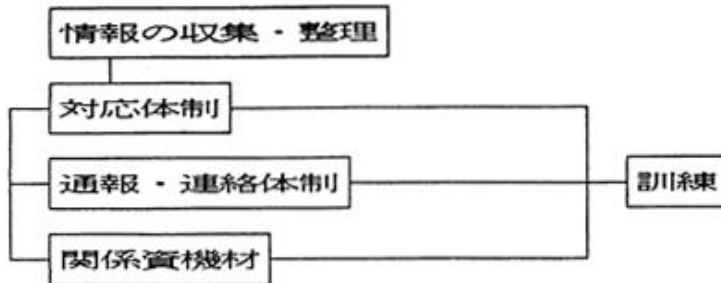 情報の収集・整理
対応体制
通報・連絡体制
訓練
関係資機材